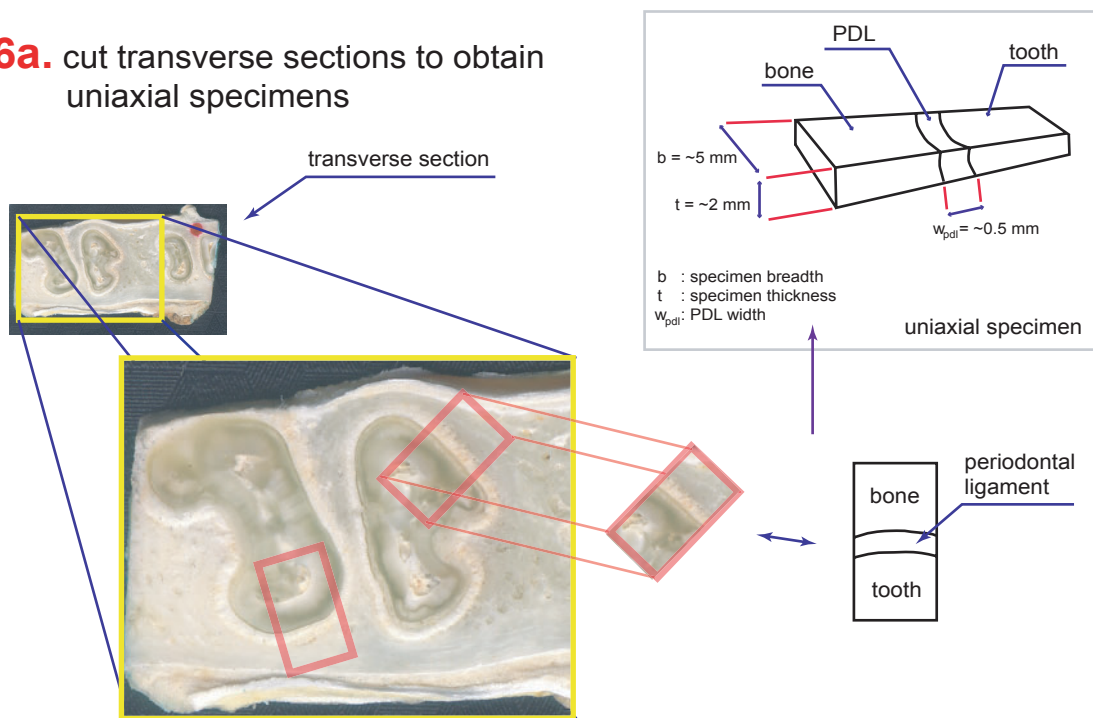 6a. cut transverse sections to obtain
uniaxial specimens
transverse section
PDL
bone
tooth
b = ~5 mm
t = ~2 mm
wpdl = ~0.5 mm
b : specimen breadth
t : specimen thickness
wpdl: PDL width
uniaxial specimen
periodontal
ligament
bone
tooth